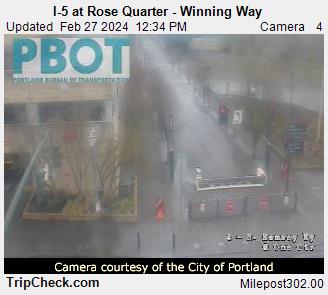 I-5 at Rose Quarter - Winning Way
Updated Feb 27 2024 12:34 PM Camera 4
PBOT
PORTLAND BUREAU OF TRANSPORTATION
Camera courtesy of the City of Portland
TripCheck.com Milepost302.00